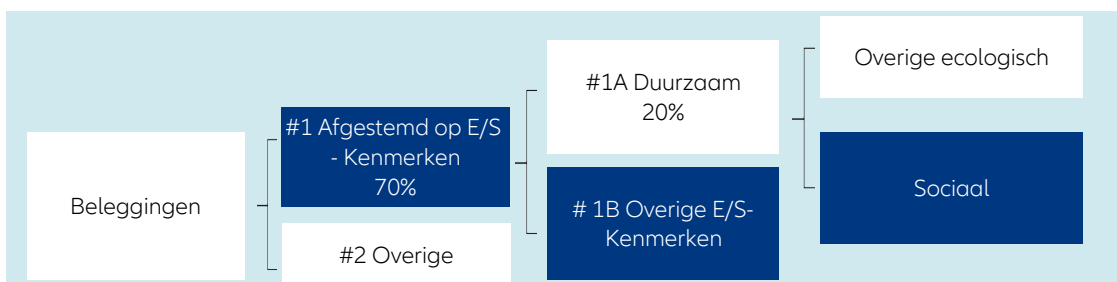 Beleggingen
#1 Afgestemd op E/S
- Kenmerken
70%
#2 Overige
#1A Duurzaam
20%
# 1B Overige E/S-
Kenmerken
Overige ecologisch
Sociaal